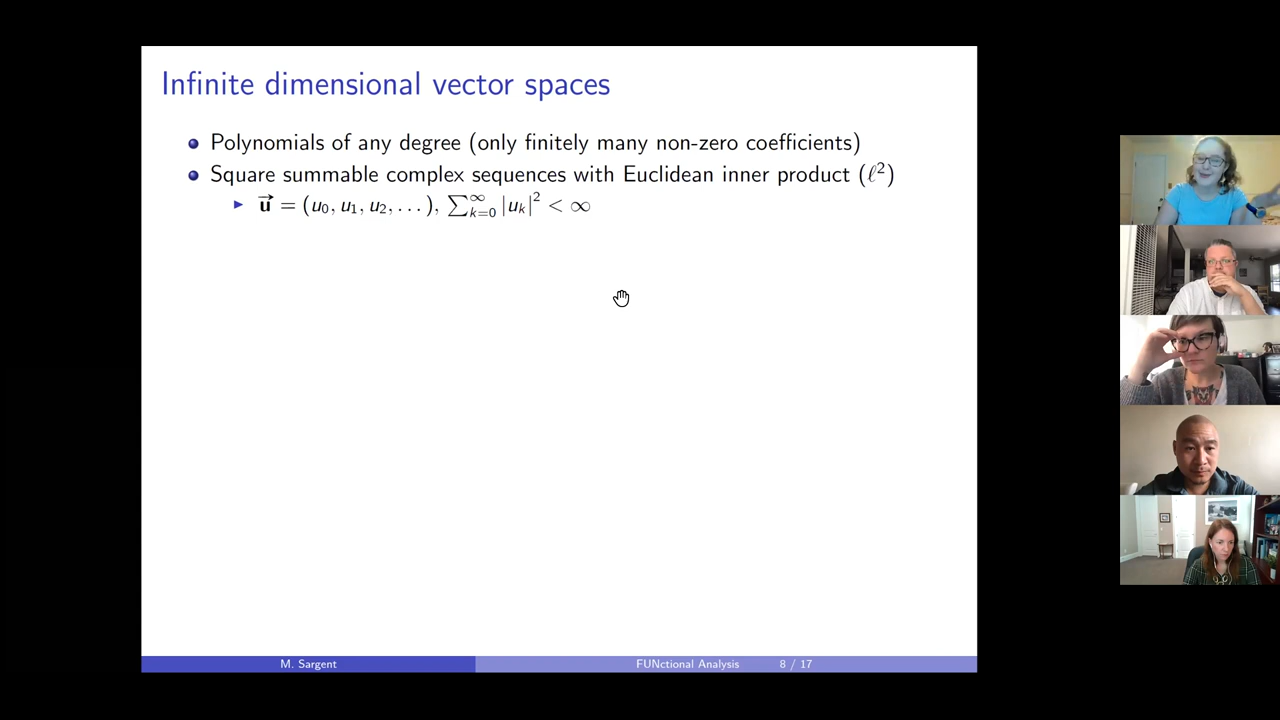 Infinite dimensional vector spaces
Polynomials of any degree (only finitely many non-zero coefficients)
Square summable complex sequences with Euclidean inner product (ℓ²)
u⃗ = (u₀, u₁, u₂, . . . ), ∑_{k=0}^{∞} |uₖ|² < ∞
M. Sargent FUNctional Analysis 8 / 17